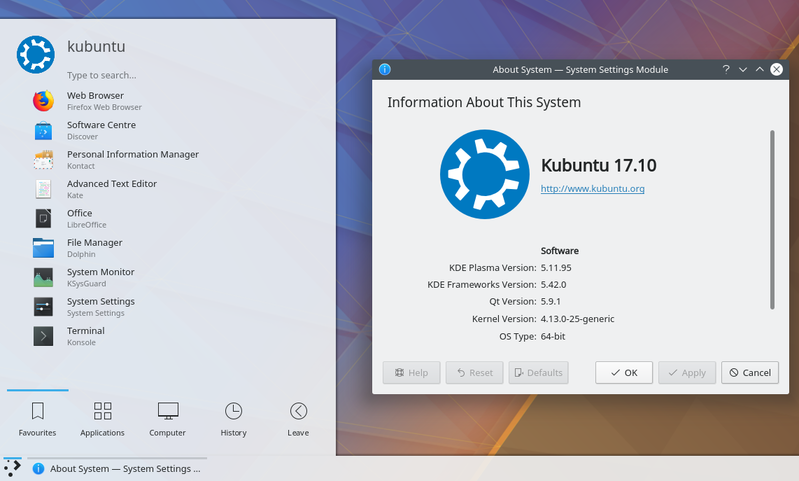 kubuntu
Type to search...
Web Browser
Firefox Web Browser
Software Centre
Discover
Personal Information Manager
Kontact
Advanced Text Editor
Kate
Office
LibreOffice
File Manager
Dolphin
System Monitor
KSysGuard
System Settings
System Settings
Terminal
Konsole
Favourites Applications Computer History Leave
About System — System Settings Module
Information About This System
Kubuntu 17.10
http://www.kubuntu.org
Software
KDE Plasma Version: 5.11.95
KDE Frameworks Version: 5.42.0
Qt Version: 5.9.1
Kernel Version: 4.13.0-25-generic
OS Type: 64-bit
Help Reset Defaults OK Apply Cancel
About System — System Settings ...